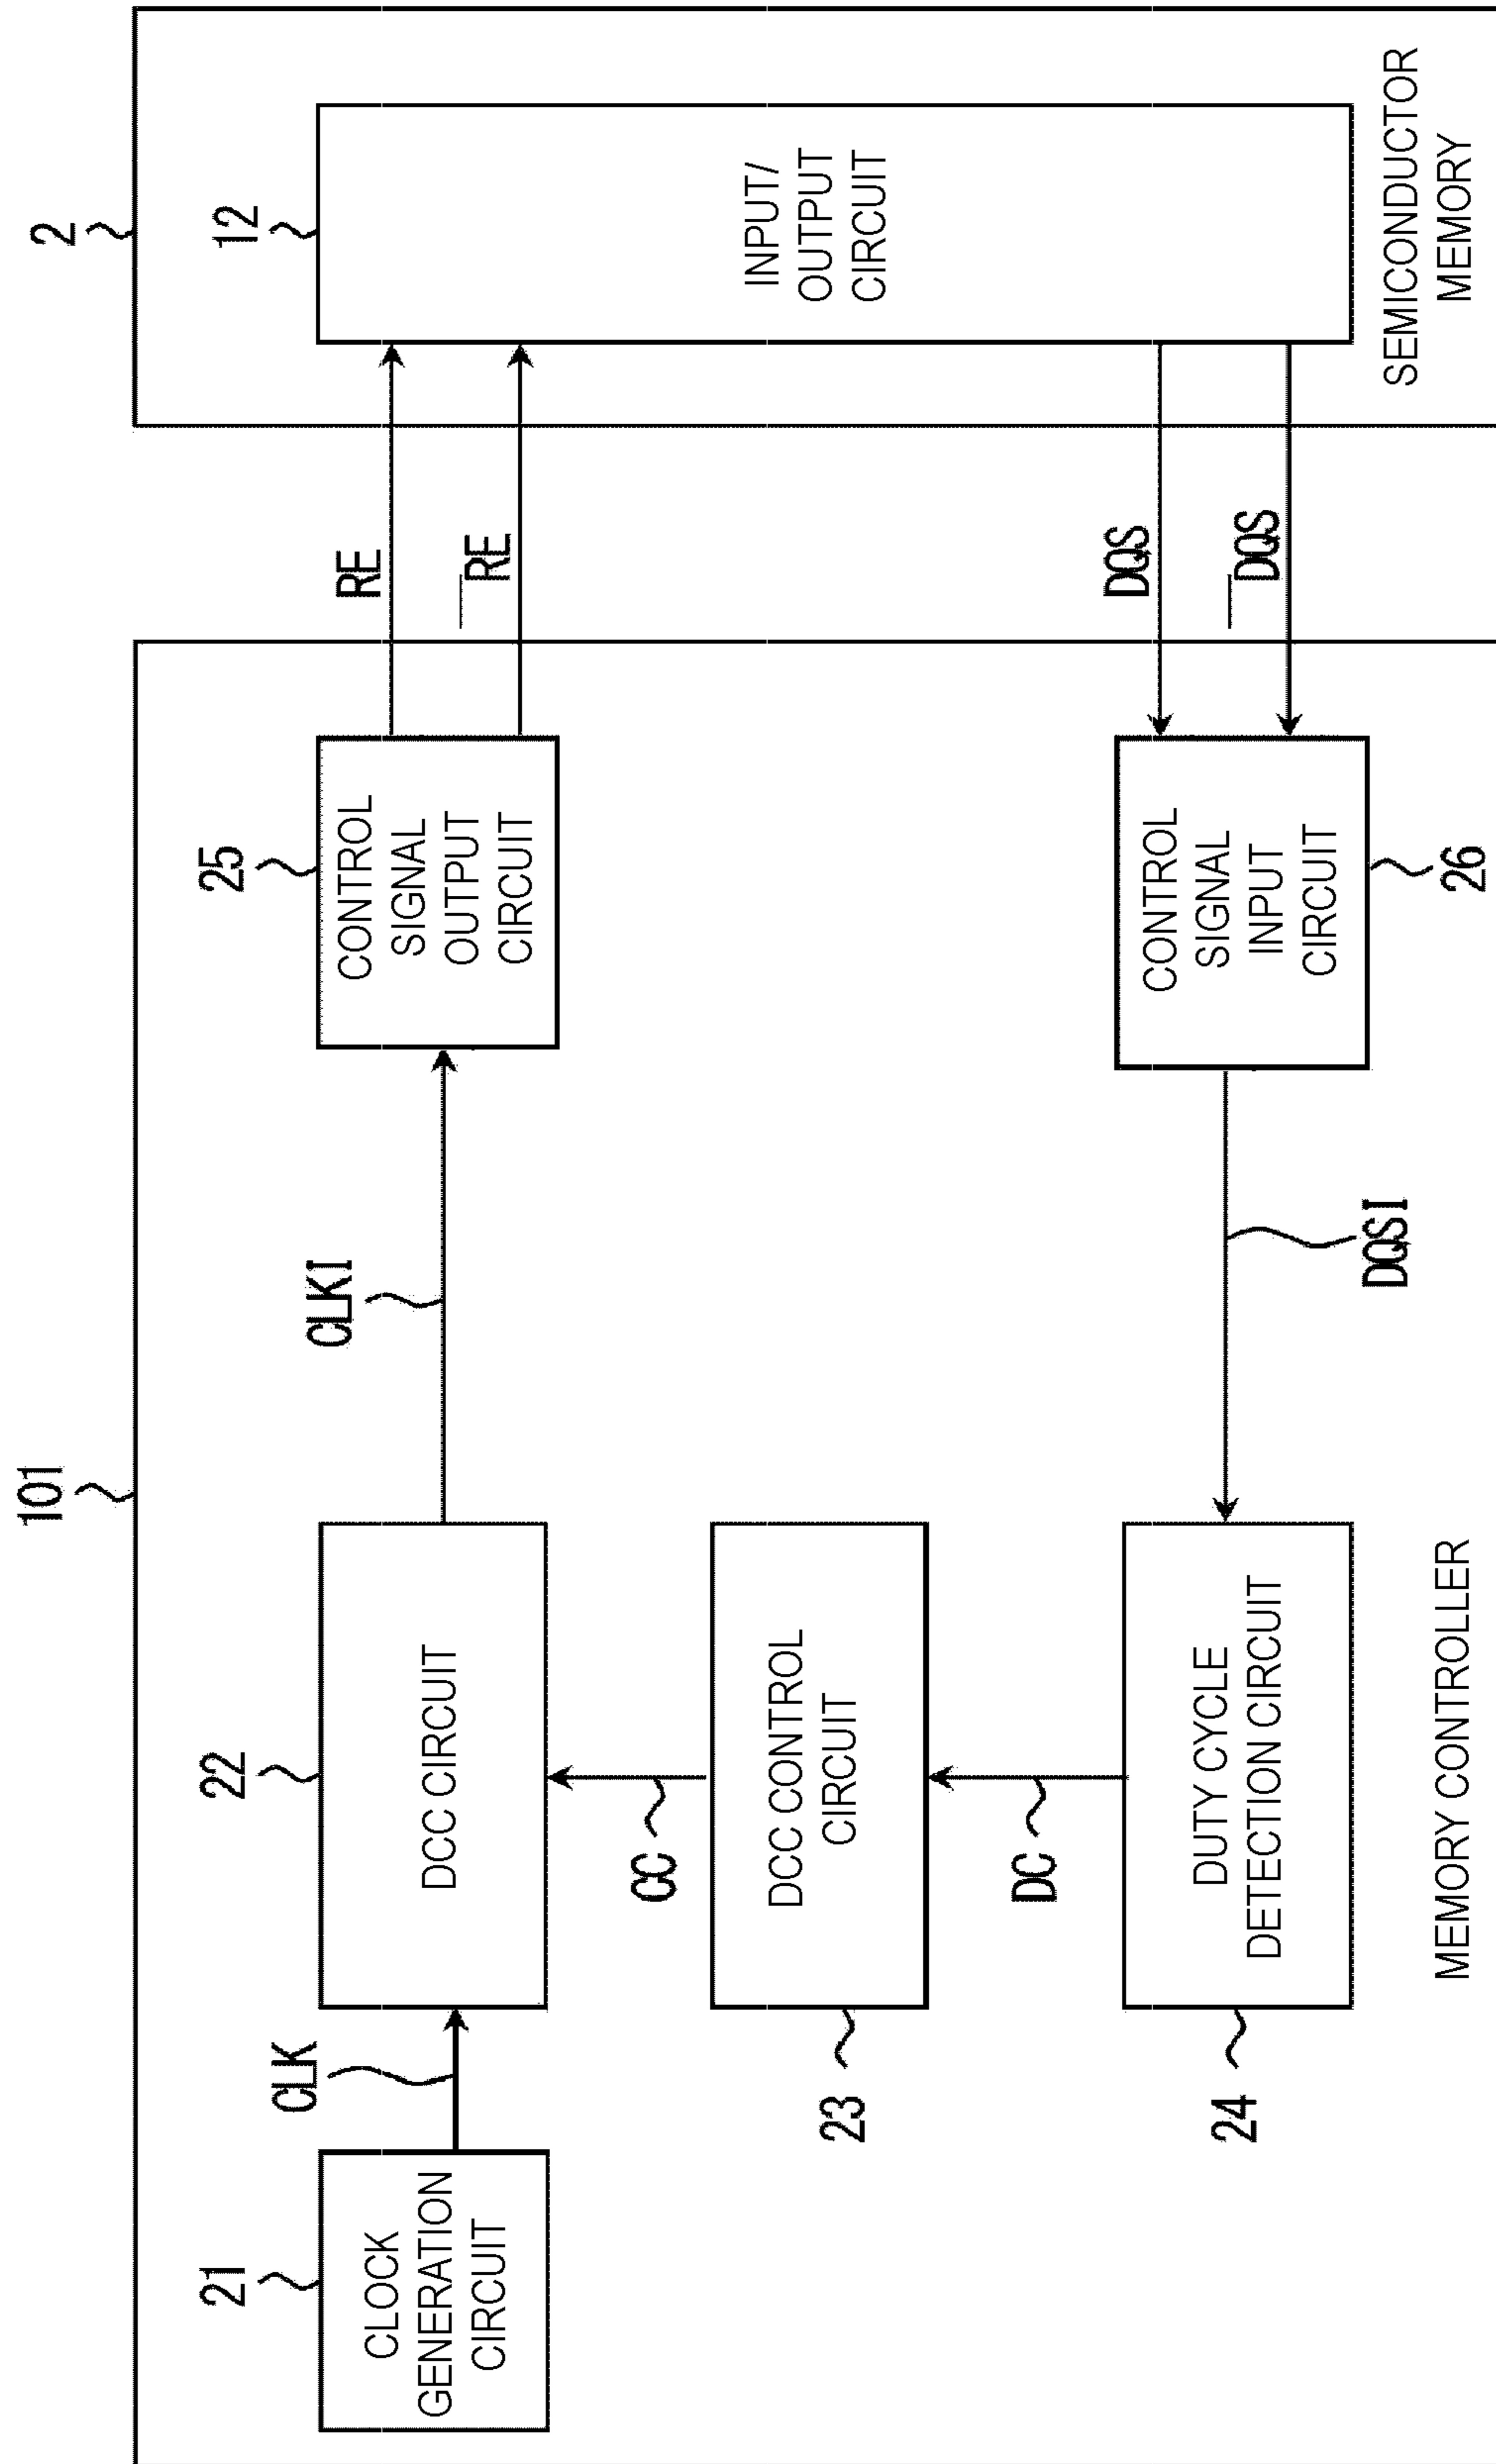 101
2
21
22
25
12
CLK
CLKI
CLOCK
GENERATION
CIRCUIT
DCC CIRCUIT
CONTROL
SIGNAL
OUTPUT
CIRCUIT
RE
R̅E̅
CC
DCC CONTROL
CIRCUIT
23
INPUT/
OUTPUT
CIRCUIT
DC
DUTY CYCLE
DETECTION CIRCUIT
24
DQSI
CONTROL
SIGNAL
INPUT
CIRCUIT
26
DQS
D̅Q̅S̅
MEMORY CONTROLLER
SEMICONDUCTOR
MEMORY